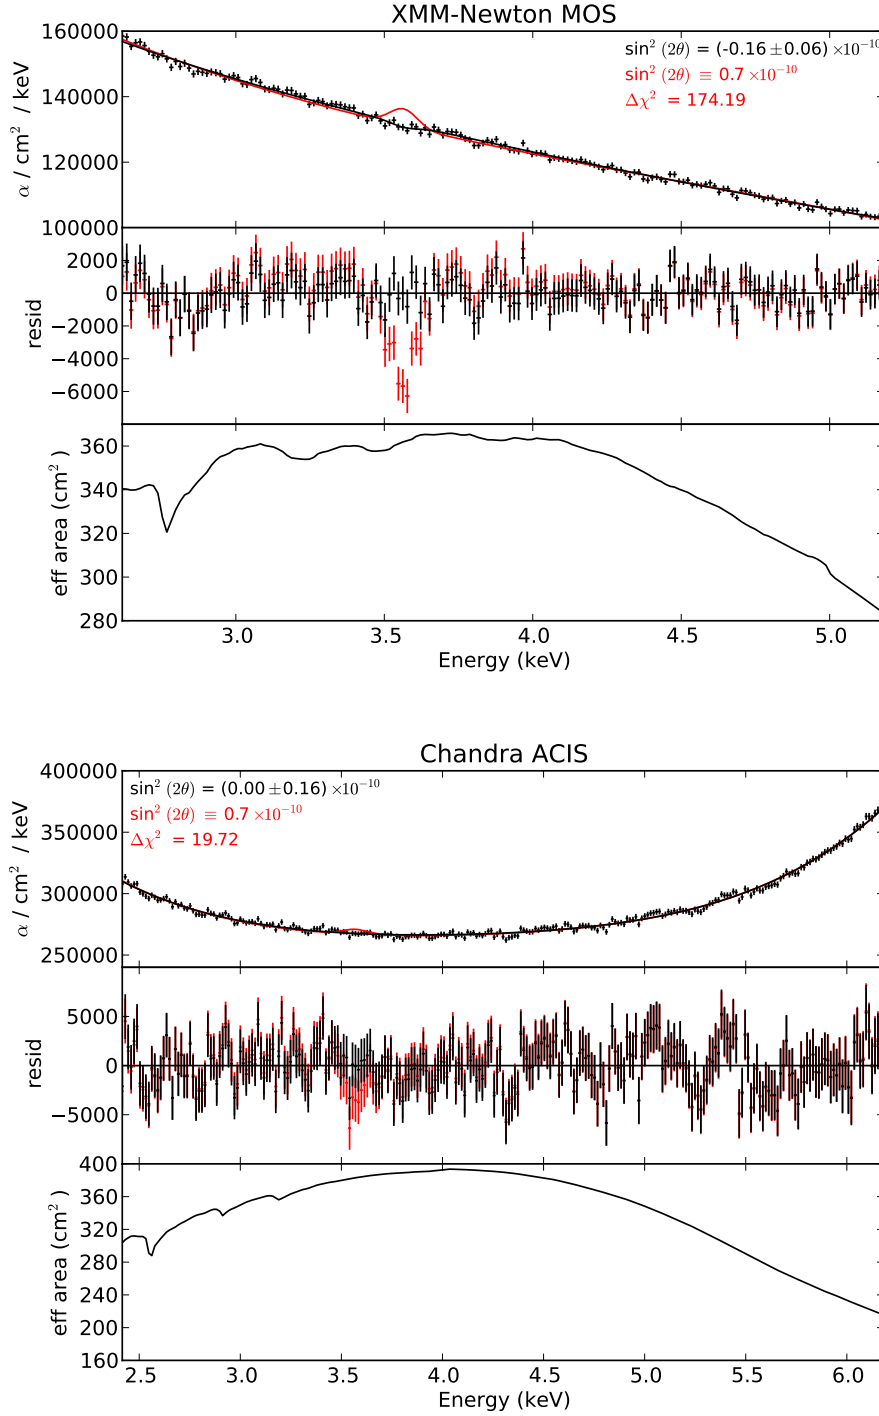 XMM-Newton MOS
160000
140000
120000
100000
α / cm² / keV
sin² (2θ) = (-0.16 ± 0.06) ×10⁻¹⁰
sin² (2θ) ≡ 0.7 ×10⁻¹⁰
Δχ² = 174.19
2000
0
−2000
−4000
−6000
resid
360
340
320
300
280
eff area (cm²)
3.0 3.5 4.0 4.5 5.0
Energy (keV)
Chandra ACIS
400000
350000
300000
250000
α / cm² / keV
sin² (2θ) = (0.00 ± 0.16) ×10⁻¹⁰
sin² (2θ) ≡ 0.7 ×10⁻¹⁰
Δχ² = 19.72
5000
0
−5000
resid
400
360
320
280
240
200
160
eff area (cm²)
2.5 3.0 3.5 4.0 4.5 5.0 5.5 6.0
Energy (keV)